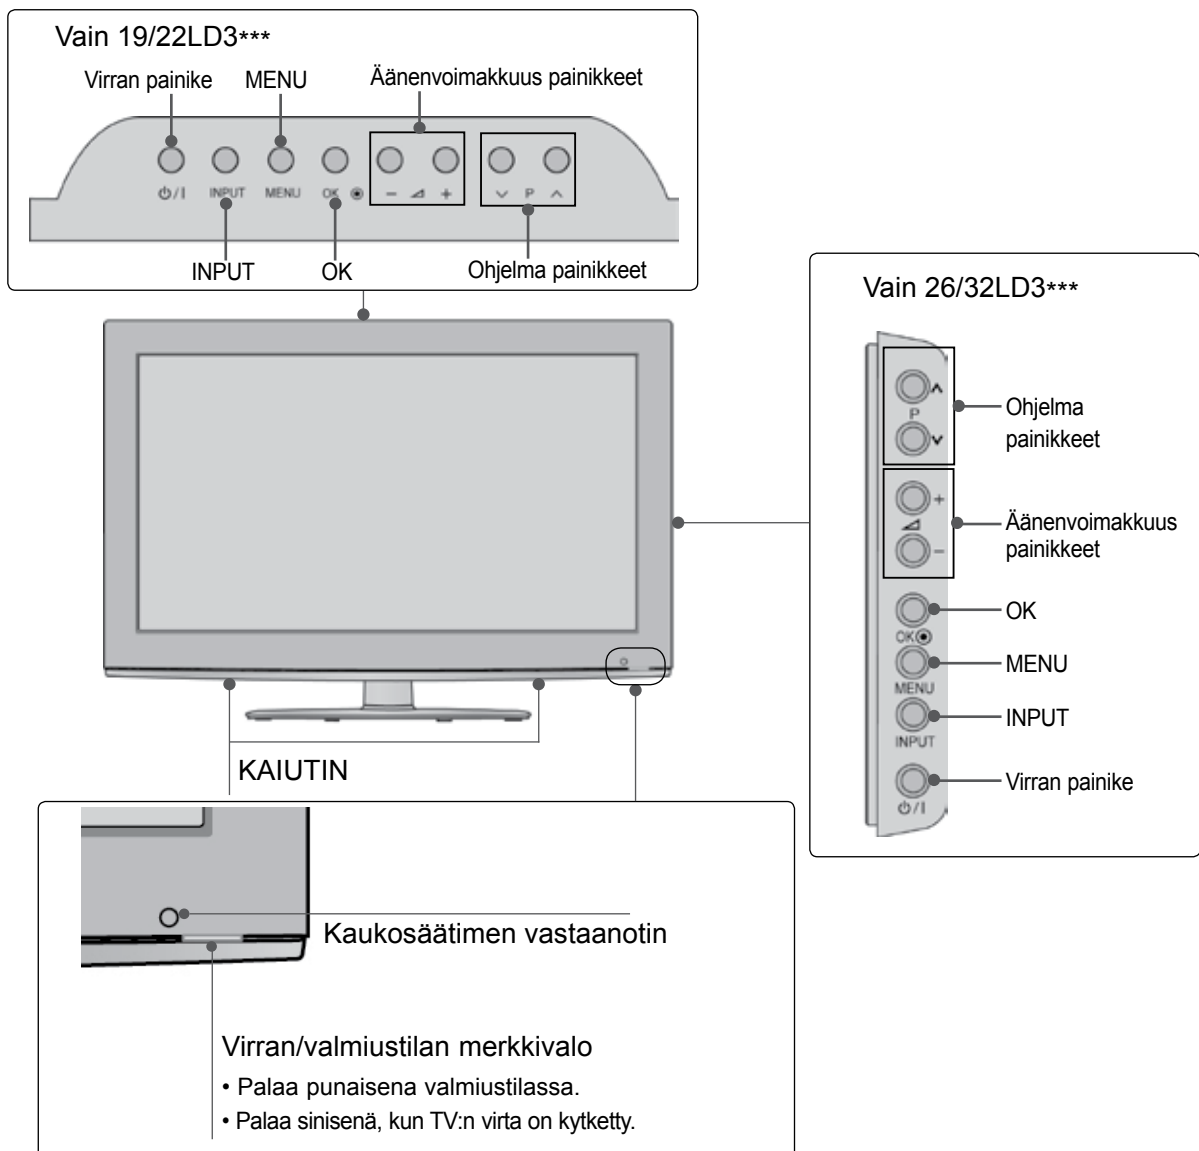 Vain 19/22LD3***
Virran painike MENU Äänenvoimakkuus painikkeet
⏻/I INPUT MENU OK ◉ - ⊿ + ∨ P ∧
INPUT OK Ohjelma painikkeet
Vain 26/32LD3***
∧
P
∨
Ohjelma
painikkeet
+
⊿
-
Äänenvoimakkuus
painikkeet
OK
OK◉
MENU
MENU
INPUT
INPUT
Virran painike
⏻/I
KAIUTIN
Kaukosäätimen vastaanotin
Virran/valmiustilan merkkivalo
• Palaa punaisena valmiustilassa.
• Palaa sinisenä, kun TV:n virta on kytketty.